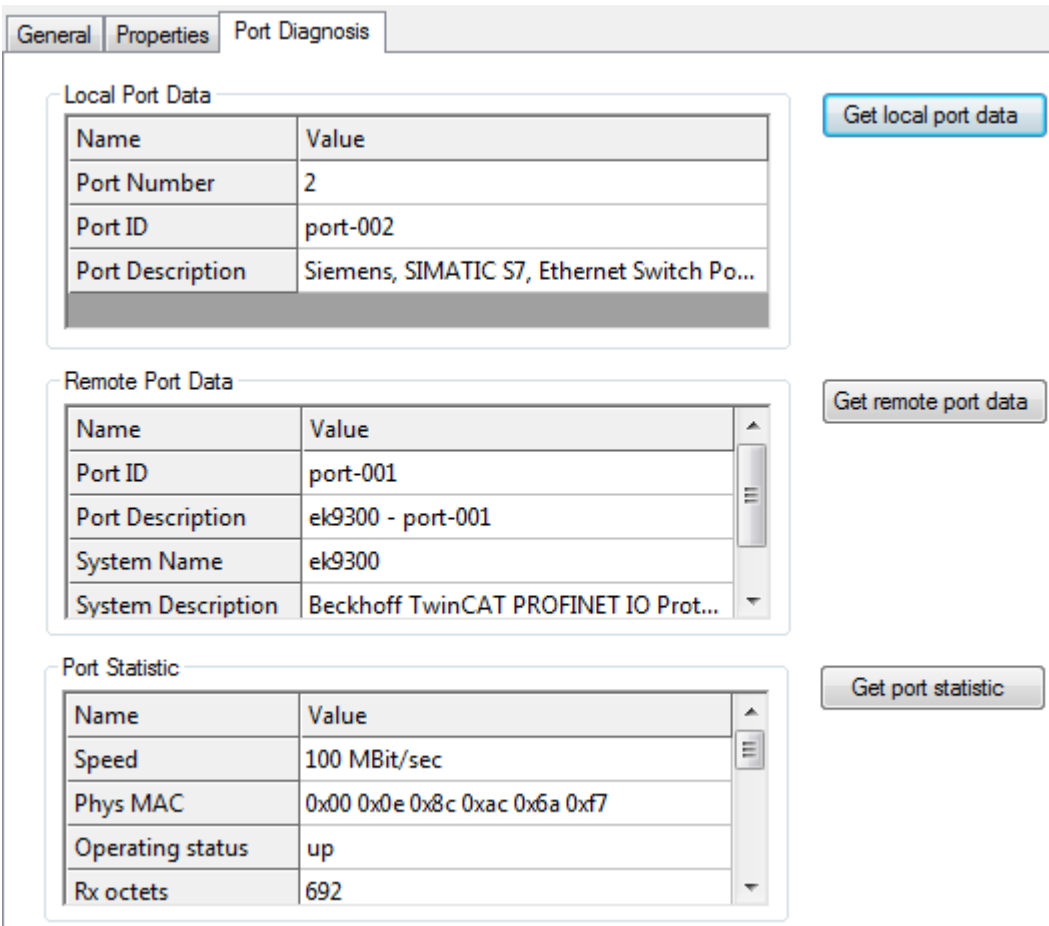 General Properties Port Diagnosis
Local Port Data
Get local port data
Name Value
Port Number 2
Port ID port-002
Port Description Siemens, SIMATIC S7, Ethernet Switch Po...
Remote Port Data
Get remote port data
Name Value
Port ID port-001
Port Description ek9300 - port-001
System Name ek9300
System Description Beckhoff TwinCAT PROFINET IO Prot...
Port Statistic
Get port statistic
Name Value
Speed 100 MBit/sec
Phys MAC 0x00 0x0e 0x8c 0xac 0x6a 0xf7
Operating status up
Rx octets 692